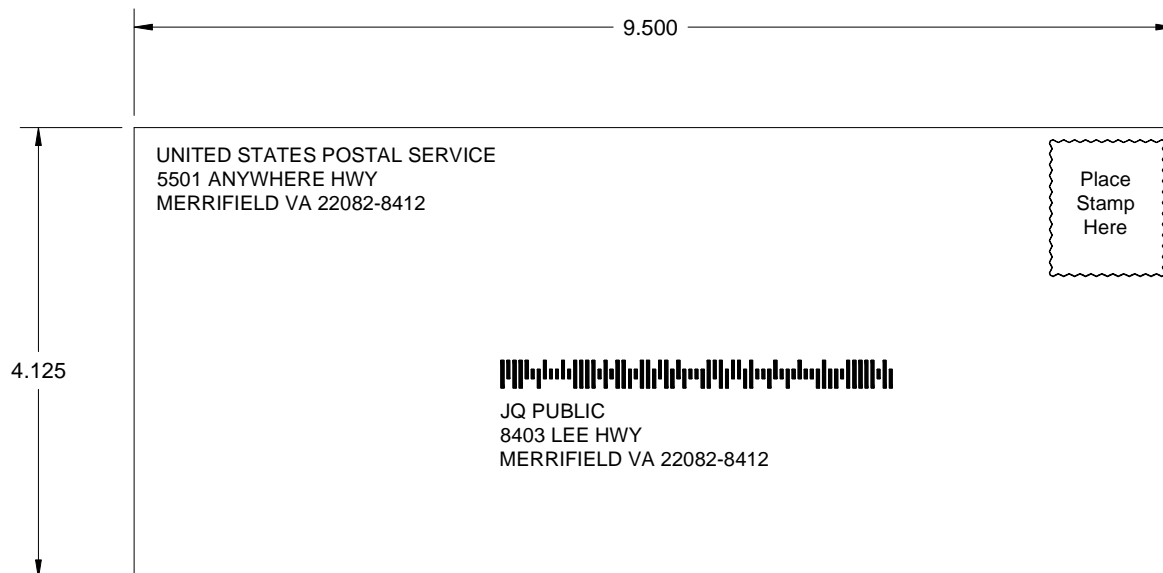 9.500
UNITED STATES POSTAL SERVICE
5501 ANYWHERE HWY
MERRIFIELD VA 22082-8412
Place
Stamp
Here
4.125
JQ PUBLIC
8403 LEE HWY
MERRIFIELD VA 22082-8412